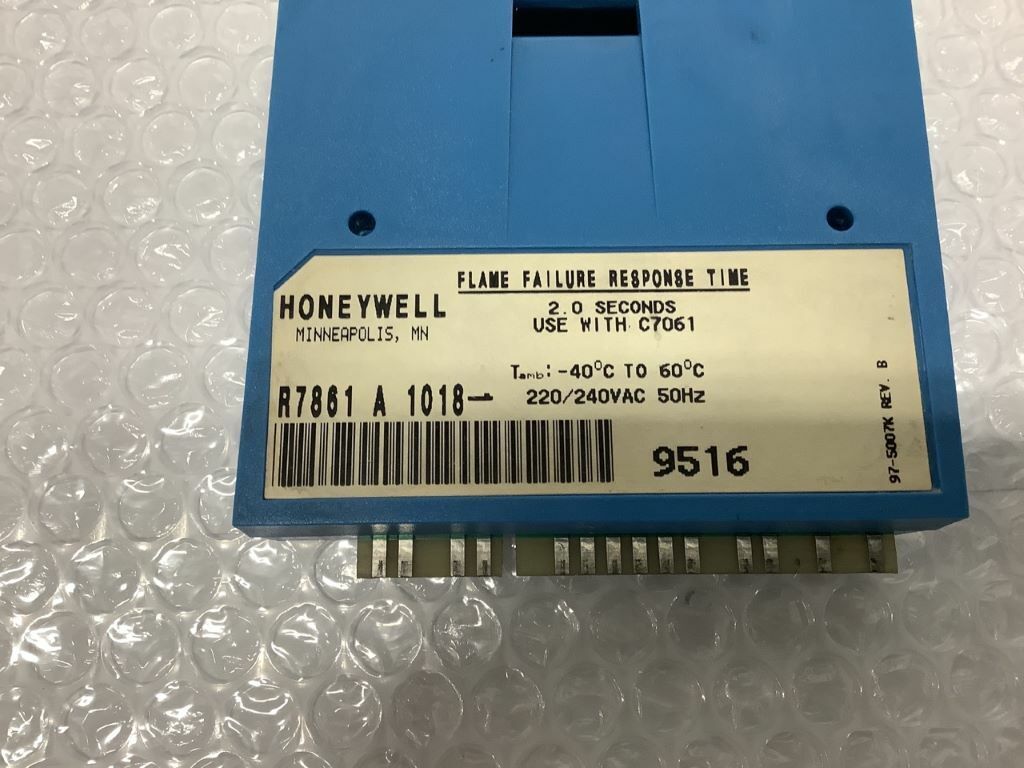 FLAME FAILURE RESPONSE TIME
HONEYWELL
2.0 SECONDS
MINNEAPOLIS, MN
USE WITH C7061
Tamb: -40°C TO 60°C
R7861 A 1018-
220/240VAC 50Hz
9516
97-5007K REV. B